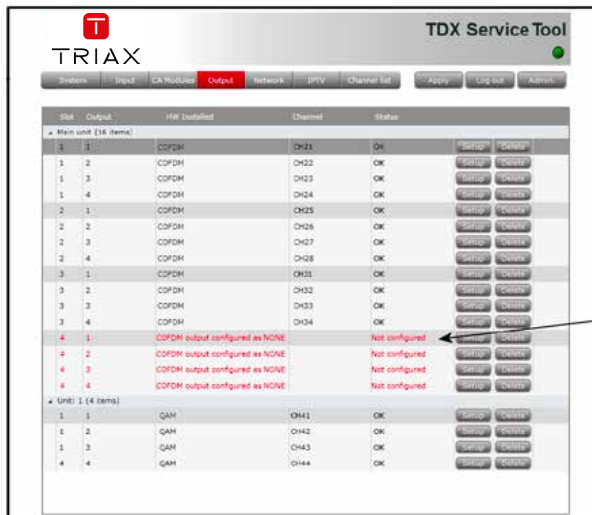 TRIAX
TDX Service Tool
System Input CA Modules Output Network IPTV Channel list Apply Log out Admin.
Slot Output HW Installed Channel Status
Main unit (16 items)
1 1 COFDM CH21 OK Setup Delete
1 2 COFDM CH22 OK Setup Delete
1 3 COFDM CH23 OK Setup Delete
1 4 COFDM CH24 OK Setup Delete
2 1 COFDM CH25 OK Setup Delete
2 2 COFDM CH26 OK Setup Delete
2 3 COFDM CH27 OK Setup Delete
2 4 COFDM CH28 OK Setup Delete
3 1 COFDM CH31 OK Setup Delete
3 2 COFDM CH32 OK Setup Delete
3 3 COFDM CH33 OK Setup Delete
3 4 COFDM CH34 OK Setup Delete
4 1 COFDM output configured as NONE Not configured Setup Delete
4 2 COFDM output configured as NONE Not configured Setup Delete
4 3 COFDM output configured as NONE Not configured Setup Delete
4 4 COFDM output configured as NONE Not configured Setup Delete
Unit: 1 (4 items)
1 1 QAM CH41 OK Setup Delete
1 2 QAM CH42 OK Setup Delete
1 3 QAM CH43 OK Setup Delete
4 4 QAM CH44 OK Setup Delete